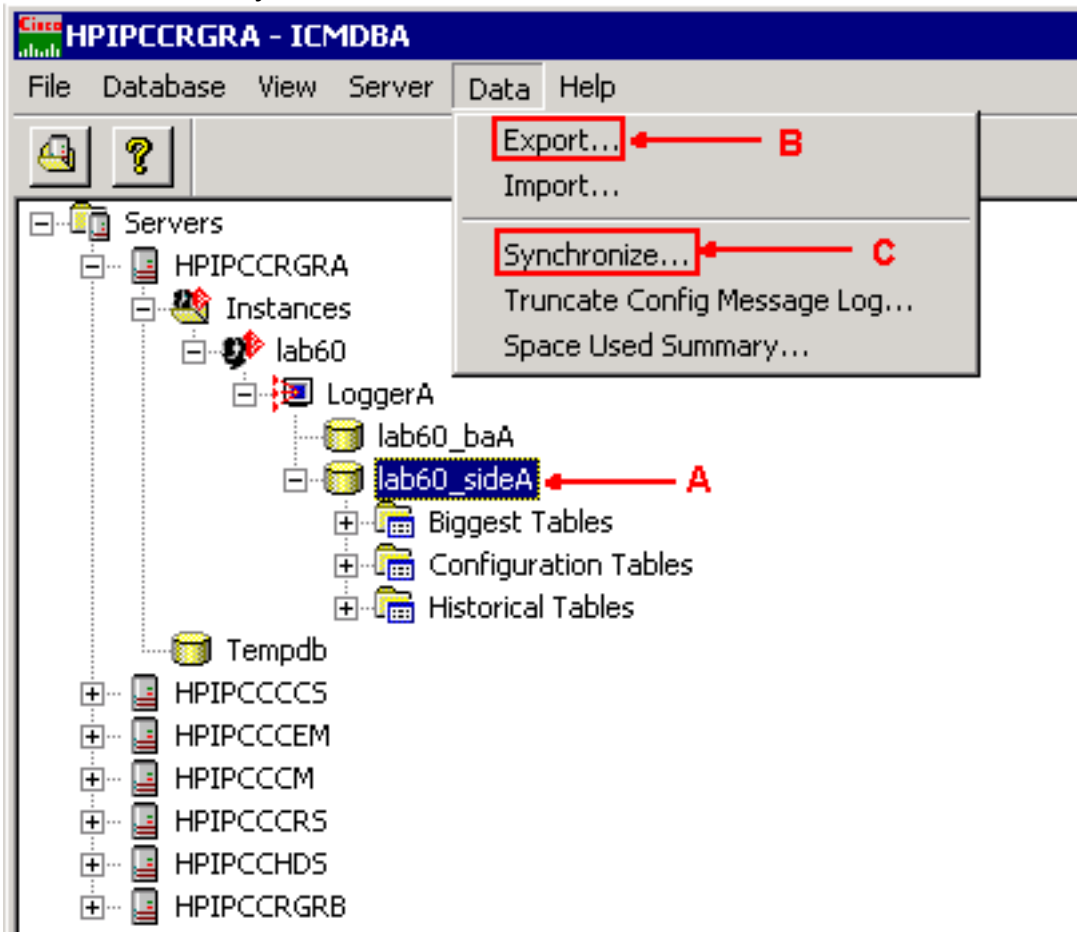 Cisco
HPIPCCRGRA - ICMDBA
File Database View Server Data Help
Export... B
Import...
Synchronize... C
Truncate Config Message Log...
Space Used Summary...
?
Servers
HPIPCCRGRA
Instances
lab60
LoggerA
lab60_baA
lab60_sideA A
Biggest Tables
Configuration Tables
Historical Tables
Tempdb
HPIPCCCCS
HPIPCCCEM
HPIPCCCM
HPIPCCCRS
HPIPCCHDS
HPIPCCRGRB